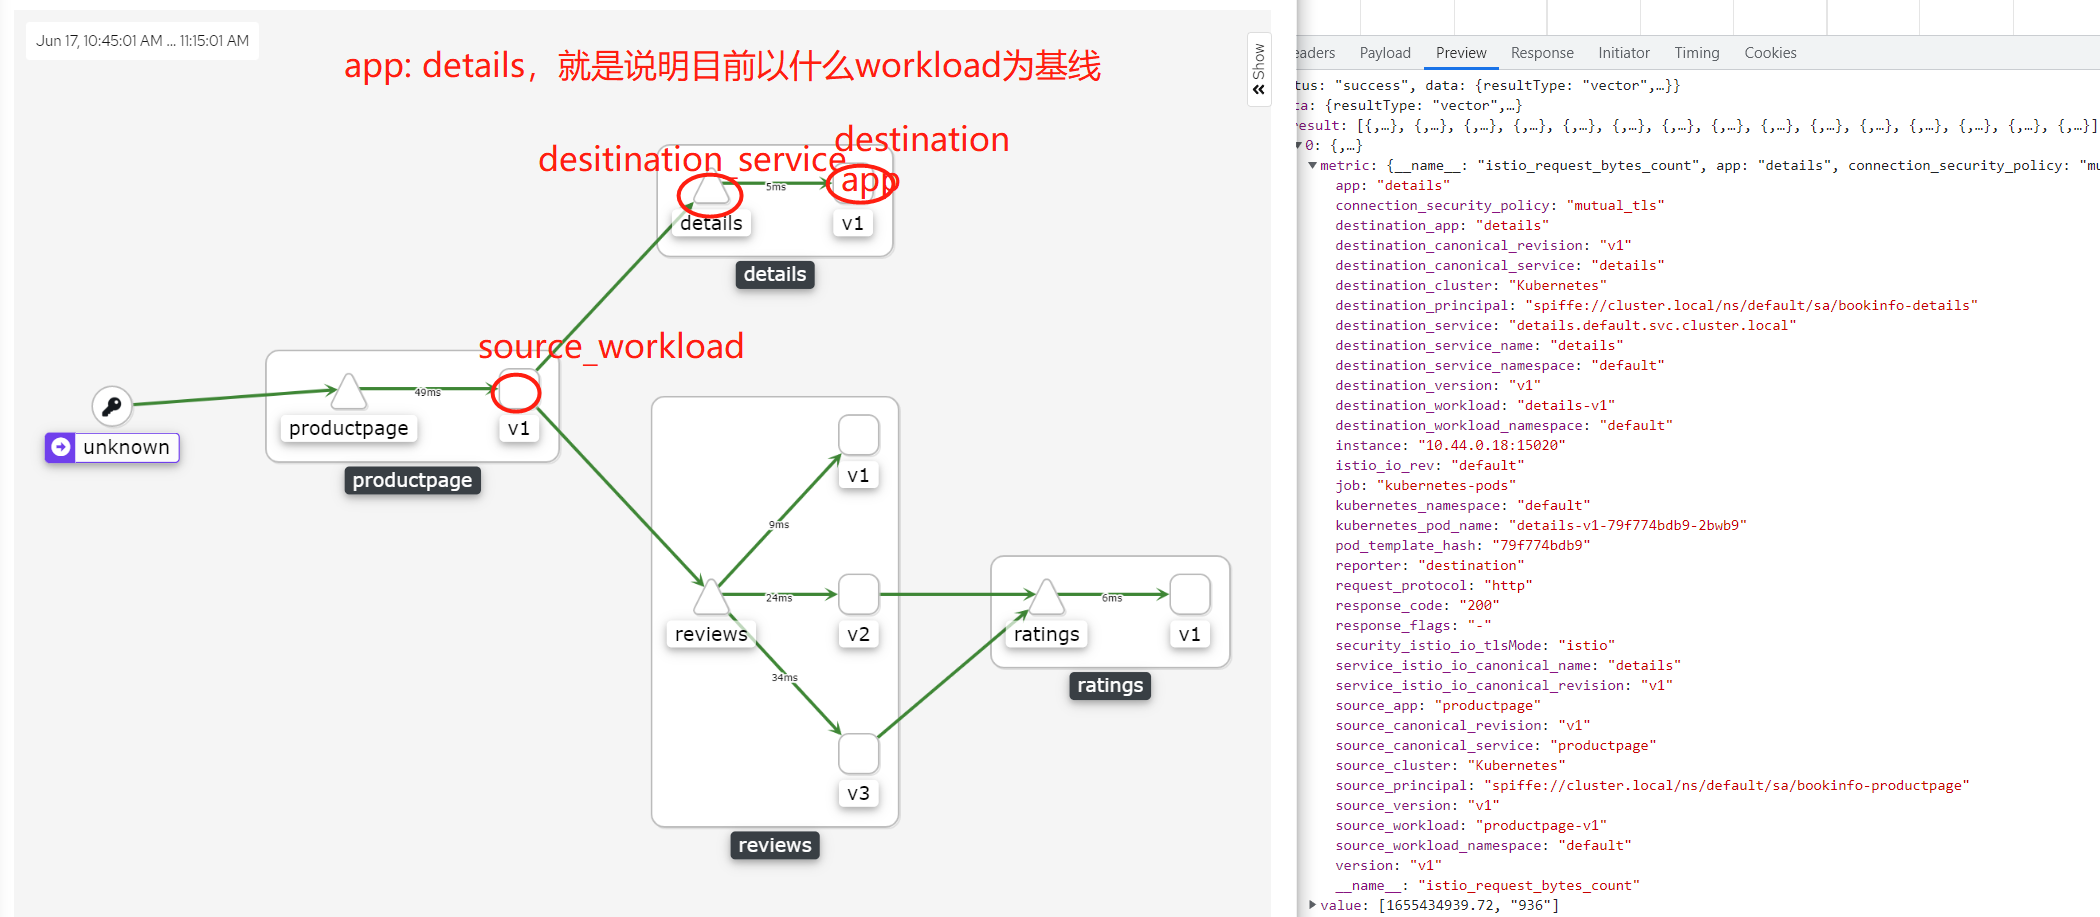 Jun 17, 10:45:01 AM ... 11:15:01 AM
app: details，就是说明目前以什么workload为基线
Show
desitination_service
destination
app
5ms
details
v1
details
source_workload
49ms
unknown
productpage
v1
productpage
v1
9ms
24ms
reviews
v2
34ms
v3
reviews
ratings
6ms
v1
ratings
eaders
Payload
Preview
Response
Initiator
Timing
Cookies
tus: "success", data: {resultType: "vector",…}}
ta: {resultType: "vector",…}
result: [{,…}, {,…}, {,…}, {,…}, {,…}, {,…}, {,…}, {,…}, {,…}, {,…}, {,…}, {,…}, {,…}, {,…}, {,…}]
0: {,…}
metric: {__name__: "istio_request_bytes_count", app: "details", connection_security_policy: "mu
app: "details"
connection_security_policy: "mutual_tls"
destination_app: "details"
destination_canonical_revision: "v1"
destination_canonical_service: "details"
destination_cluster: "Kubernetes"
destination_principal: "spiffe://cluster.local/ns/default/sa/bookinfo-details"
destination_service: "details.default.svc.cluster.local"
destination_service_name: "details"
destination_service_namespace: "default"
destination_version: "v1"
destination_workload: "details-v1"
destination_workload_namespace: "default"
instance: "10.44.0.18:15020"
istio_io_rev: "default"
job: "kubernetes-pods"
kubernetes_namespace: "default"
kubernetes_pod_name: "details-v1-79f774bdb9-2bwb9"
pod_template_hash: "79f774bdb9"
reporter: "destination"
request_protocol: "http"
response_code: "200"
response_flags: "-"
security_istio_io_tlsMode: "istio"
service_istio_io_canonical_name: "details"
service_istio_io_canonical_revision: "v1"
source_app: "productpage"
source_canonical_revision: "v1"
source_canonical_service: "productpage"
source_cluster: "Kubernetes"
source_principal: "spiffe://cluster.local/ns/default/sa/bookinfo-productpage"
source_version: "v1"
source_workload: "productpage-v1"
source_workload_namespace: "default"
version: "v1"
__name__: "istio_request_bytes_count"
value: [1655434939.72, "936"]